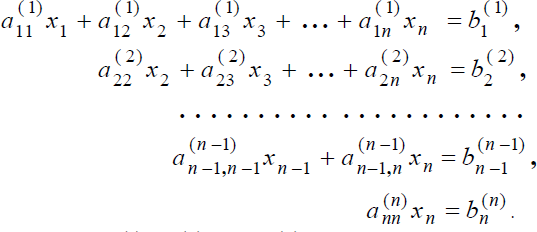 a_{11}^{(1)} x_1 + a_{12}^{(1)} x_2 + a_{13}^{(1)} x_3 + ... + a_{1n}^{(1)} x_n = b_1^{(1)},
a_{22}^{(2)} x_2 + a_{23}^{(2)} x_3 + ... + a_{2n}^{(2)} x_n = b_2^{(2)},
. . . . . . . . . . . . . . . . . . . . . .
a_{n-1,n-1}^{(n-1)} x_{n-1} + a_{n-1,n}^{(n-1)} x_n = b_{n-1}^{(n-1)},
a_{nn}^{(n)} x_n = b_n^{(n)}.